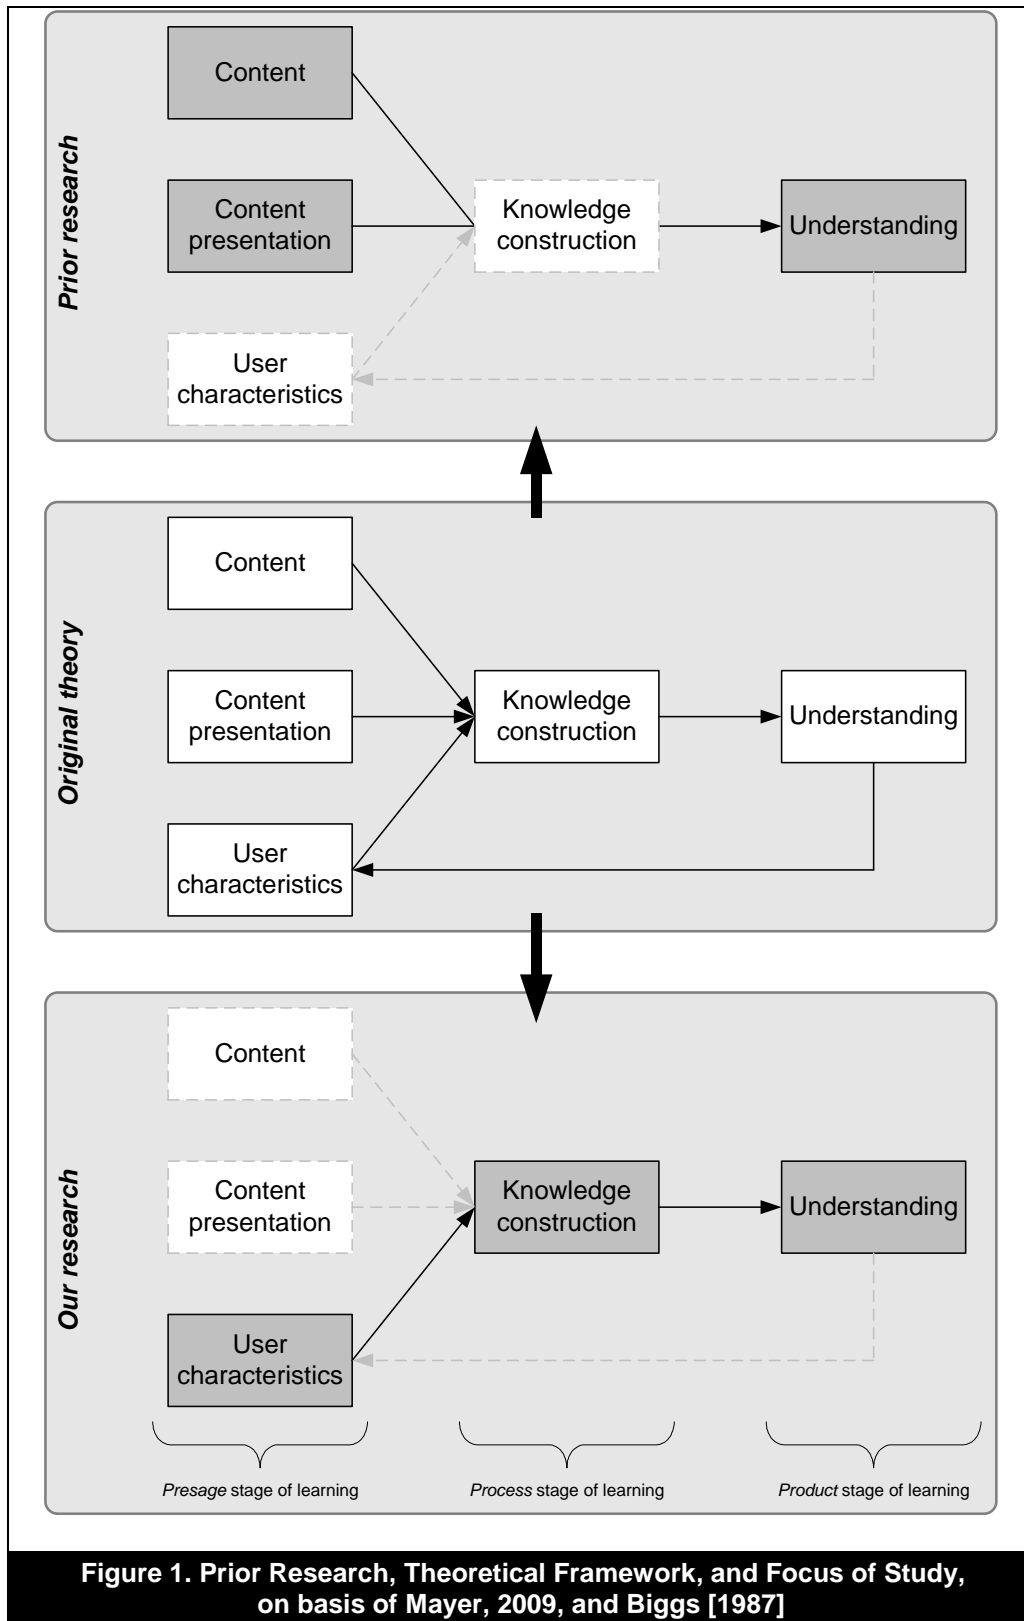 Prior research
Content
Content
presentation
User
characteristics
Knowledge
construction
Understanding
Original theory
Content
Content
presentation
User
characteristics
Knowledge
construction
Understanding
Our research
Content
Content
presentation
User
characteristics
Knowledge
construction
Understanding
Presage stage of learning
Process stage of learning
Product stage of learning
Figure 1. Prior Research, Theoretical Framework, and Focus of Study,
on basis of Mayer, 2009, and Biggs [1987]